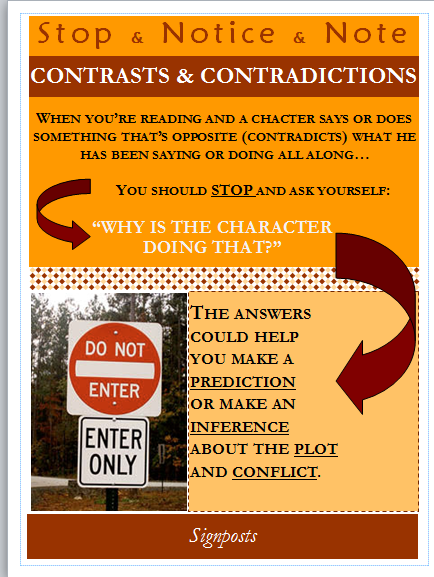 Stop & Notice & Note
CONTRASTS & CONTRADICTIONS
WHEN YOU'RE READING AND A CHACTER SAYS OR DOES
SOMETHING THAT'S OPPOSITE (CONTRADICTS) WHAT HE
HAS BEEN SAYING OR DOING ALL ALONG…
YOU SHOULD STOP AND ASK YOURSELF:
"WHY IS THE CHARACTER
DOING THAT?"
DO NOT
ENTER
ENTER
ONLY
THE ANSWERS
COULD HELP
YOU MAKE A
PREDICTION
OR MAKE AN
INFERENCE
ABOUT THE PLOT
AND CONFLICT.
Signposts